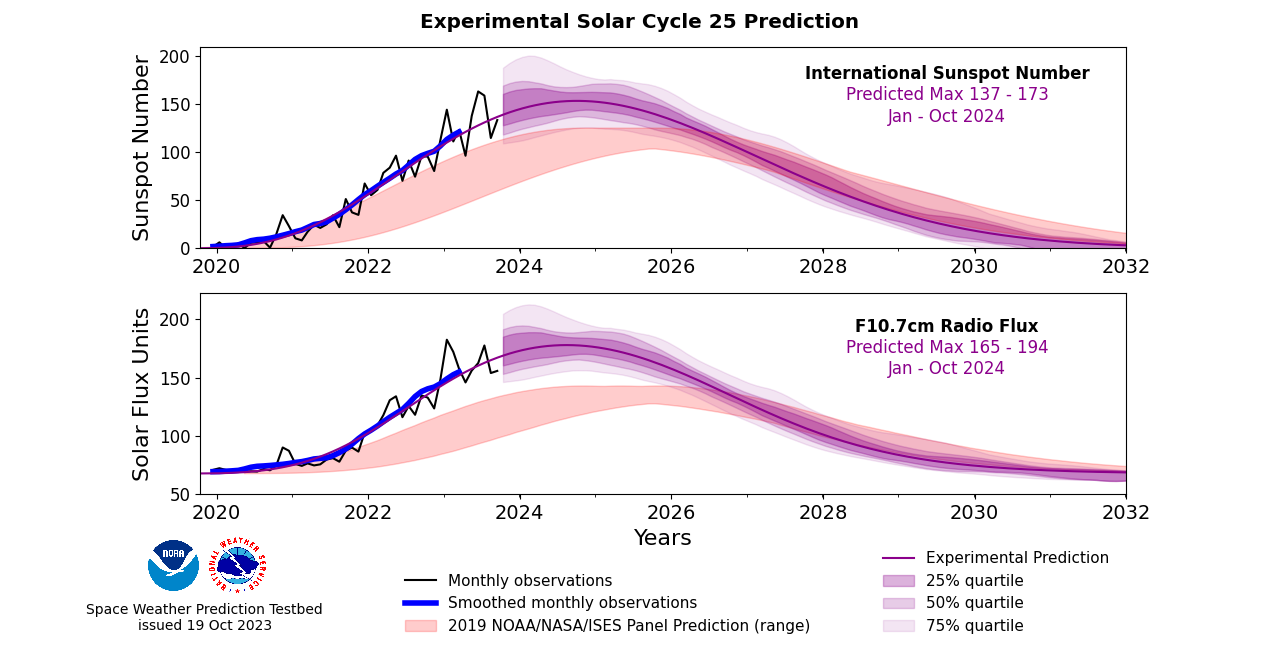 Experimental Solar Cycle 25 Prediction
Sunspot Number
200
150
100
50
0
International Sunspot Number
Predicted Max 137 - 173
Jan - Oct 2024
2020 2022 2024 2026 2028 2030 2032
Solar Flux Units
200
150
100
50
F10.7cm Radio Flux
Predicted Max 165 - 194
Jan - Oct 2024
2020 2022 2024 2026 2028 2030 2032
Years
NOAA
NATIONAL WEATHER SERVICE
Space Weather Prediction Testbed
issued 19 Oct 2023
Monthly observations
Smoothed monthly observations
2019 NOAA/NASA/ISES Panel Prediction (range)
Experimental Prediction
25% quartile
50% quartile
75% quartile